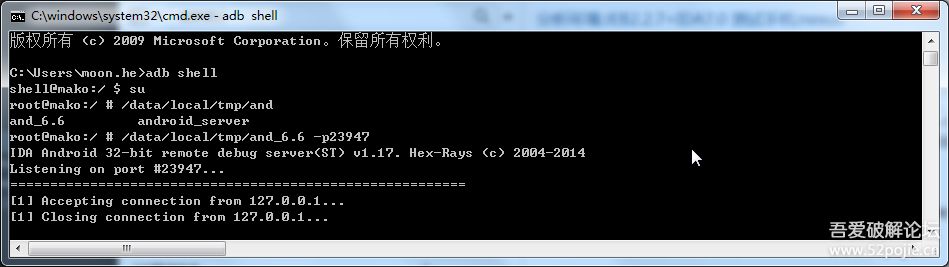 C:\windows\system32\cmd.exe - adb shell
版权所有 (c) 2009 Microsoft Corporation。保留所有权利。
C:\Users\moon.he>adb shell
shell@mako:/ $ su
root@mako:/ # /data/local/tmp/and
and_6.6 android_server
root@mako:/ # /data/local/tmp/and_6.6 -p23947
IDA Android 32-bit remote debug server(ST) v1.17. Hex-Rays (c) 2004-2014
Listening on port #23947...
=========================================================
[1] Accepting connection from 127.0.0.1...
[1] Closing connection from 127.0.0.1...
吾爱破解论坛
www.52pojie.cn